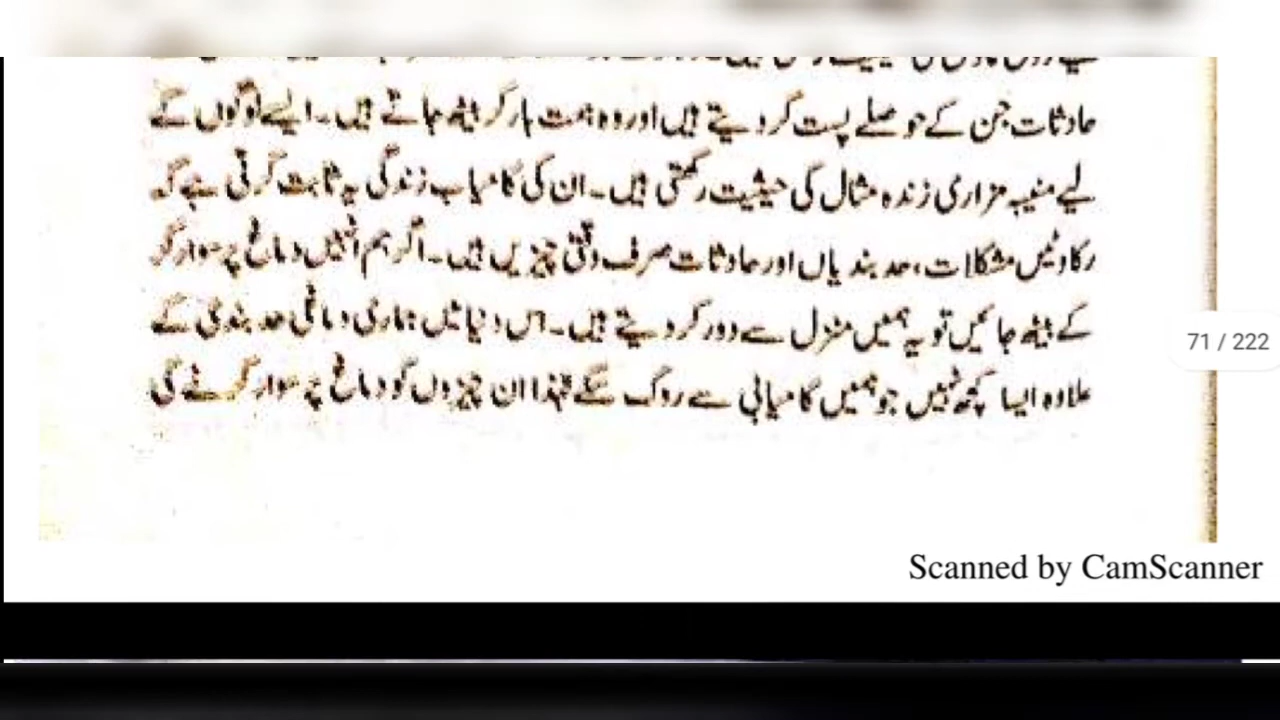 حادثات جن کے حوصلے پست کر دیتے ہیں اور وہ ہمت ہار کر بیٹھ جاتے ہیں۔ ایسے لوگوں کے
لیے منیبہ مزاری زندہ مثال کی حیثیت رکھتی ہیں۔ ان کی کامیاب زندگی یہ ثابت کرتی ہے کہ
رکاوٹیں مشکلات، حد بندیاں اور حادثات صرف وقتی چیزیں ہیں۔ اگر ہم انھیں دماغ پر سوار کر
کے بیٹھ جائیں تو یہ ہمیں منزل سے دور کر دیتے ہیں۔ اس دنیا میں ہماری دماغی حد بندی کے
علاوہ ایسا کچھ نہیں جو ہمیں کامیابی سے روک سکے لہٰذا ان چیزوں کو دماغ پر سوار کرنے کی
71 / 222
Scanned by CamScanner